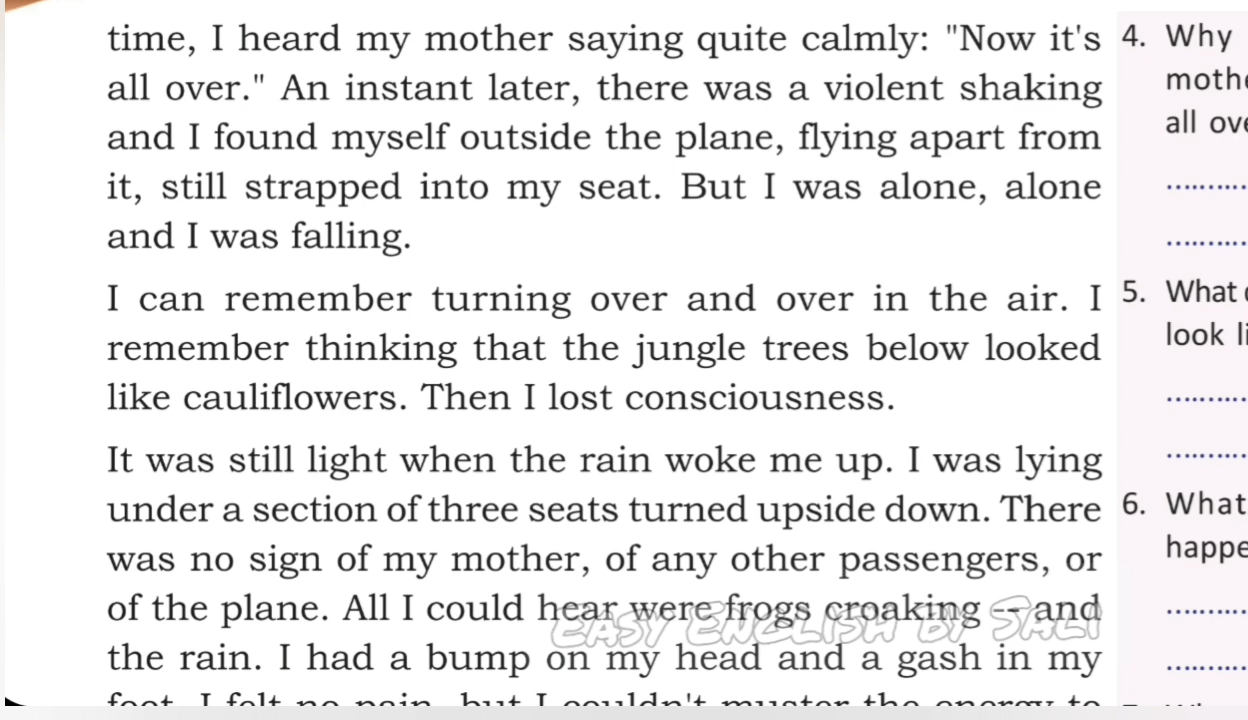 time, I heard my mother saying quite calmly: "Now it's
all over." An instant later, there was a violent shaking
and I found myself outside the plane, flying apart from
it, still strapped into my seat. But I was alone, alone
and I was falling.
I can remember turning over and over in the air. I
remember thinking that the jungle trees below looked
like cauliflowers. Then I lost consciousness.
It was still light when the rain woke me up. I was lying
under a section of three seats turned upside down. There
was no sign of my mother, of any other passengers, or
of the plane. All I could hear were frogs croaking -- and
the rain. I had a bump on my head and a gash in my
foot. I felt no pain, but I couldn't muster the energy to
EASY ENGLISH BY JALI
4. Why
all
5. What
look
6. What